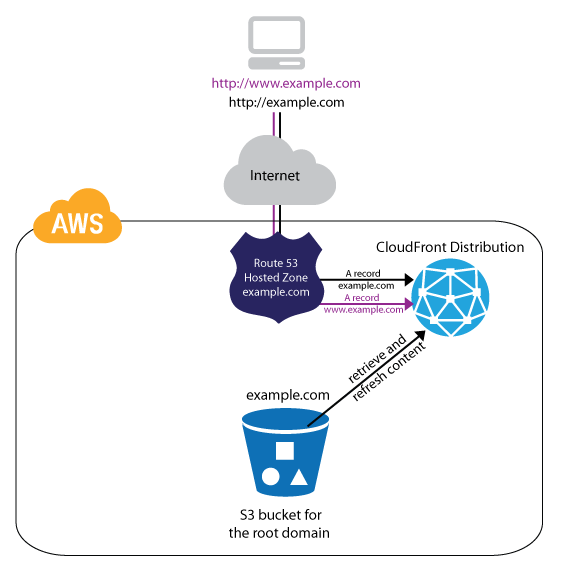 http://www.example.com
http://example.com
Internet
AWS
Route 53
Hosted Zone
example.com
CloudFront Distribution
A record
example.com
A record
www.example.com
retrieve and
refresh content
example.com
S3 bucket for
the root domain